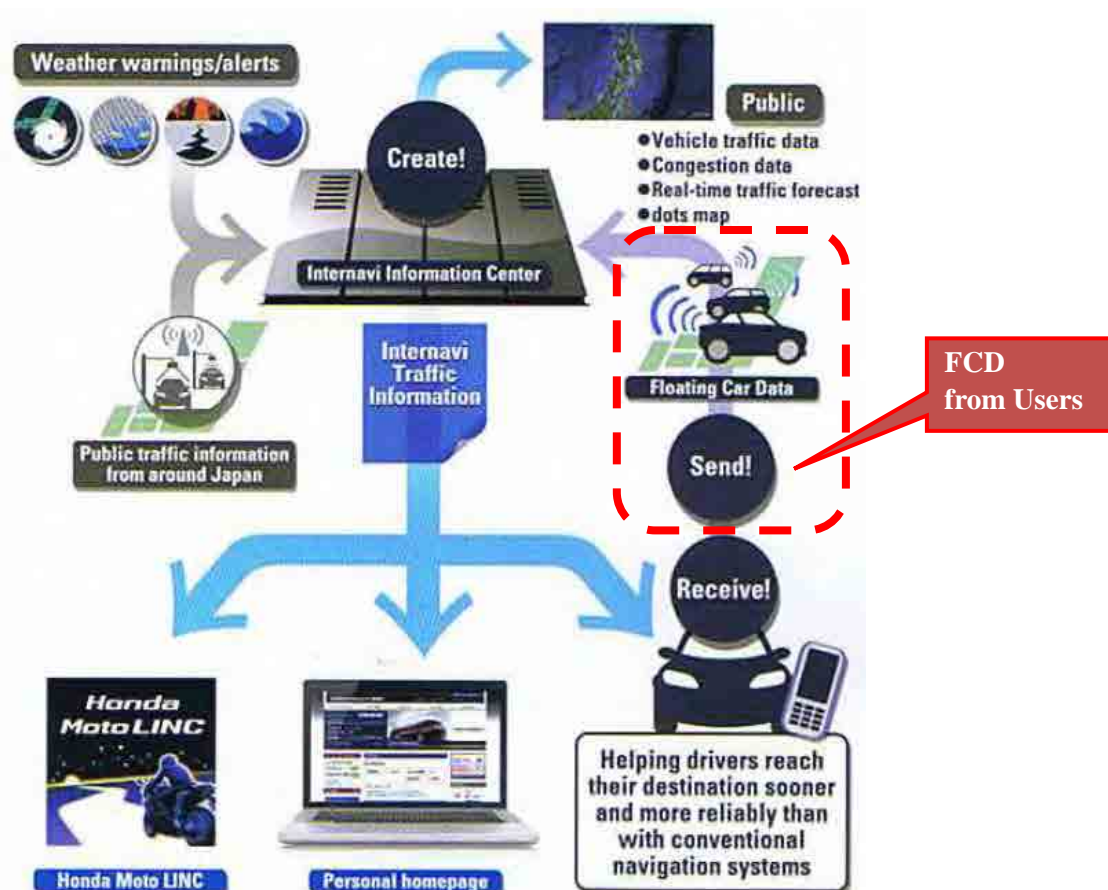 Weather warnings/alerts
Create!
Public
●Vehicle traffic data
●Congestion data
●Real-time traffic forecast
●dots map
Internavi Information Center
Internavi
Traffic
Information
Floating Car Data
FCD
from Users
Public traffic information
from around Japan
Send!
Receive!
Honda
Moto LINC
Helping drivers reach
their destination sooner
and more reliably than
with conventional
navigation systems
Honda Moto LINC
Personal homepage